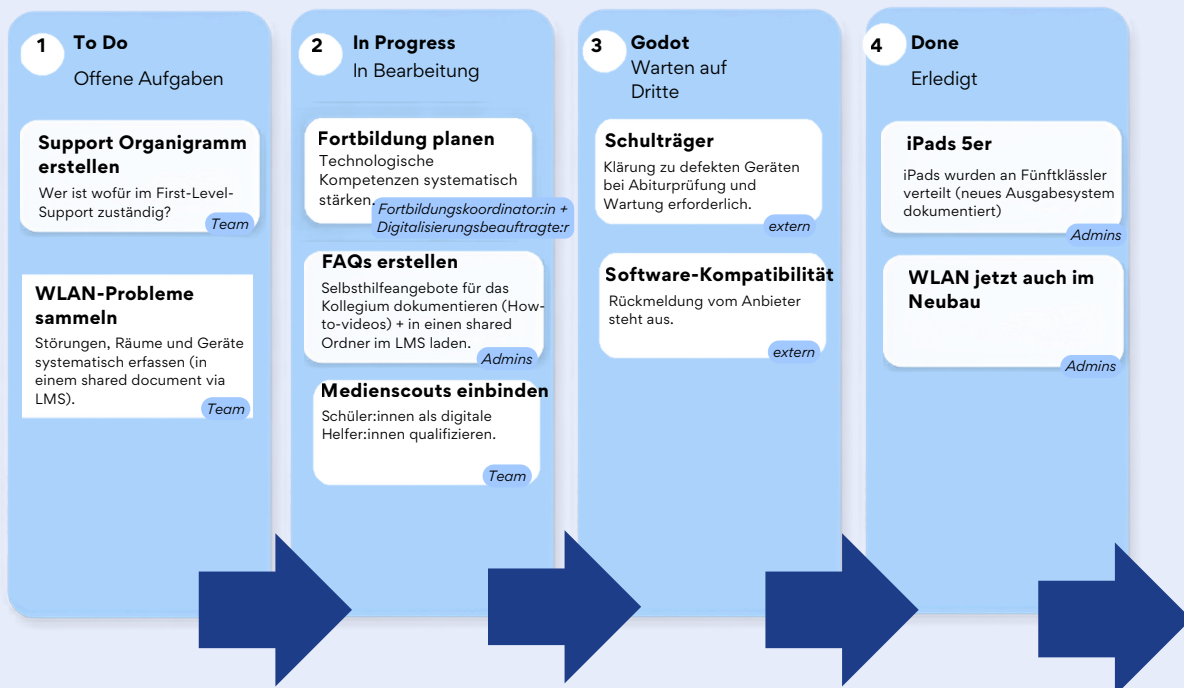 1
To Do
Offene Aufgaben
Support Organigramm
erstellen
Wer ist wofür im First-Level-
Support zuständig?
Team
WLAN-Probleme
sammeln
Störungen, Räume und Geräte
systematisch erfassen (in
einem shared document via
LMS).
Team
2
In Progress
In Bearbeitung
Fortbildung planen
Technologische
Kompetenzen systematisch
stärken.
Fortbildungskoordinator:in +
Digitalisierungsbeauftragte:r
FAQs erstellen
Selbsthilfeangebote für das
Kollegium dokumentieren (How-
to-videos) + in einen shared
Ordner im LMS laden.
Admins
Medienscouts einbinden
Schüler:innen als digitale
Helfer:innen qualifizieren.
Team
3
Godot
Warten auf
Dritte
Schulträger
Klärung zu defekten Geräten
bei Abiturprüfung und
Wartung erforderlich.
extern
Software-Kompatibilität
Rückmeldung vom Anbieter
steht aus.
extern
4
Done
Erledigt
iPads 5er
iPads wurden an Fünftklässler
verteilt (neues Ausgabesystem
dokumentiert)
Admins
WLAN jetzt auch im
Neubau
Admins